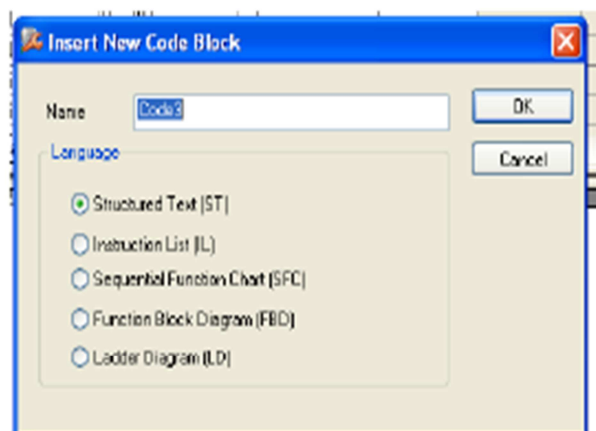 Insert New Code Block
Name Code3 OK
Language Cancel
Structured Text (ST)
Instruction List (IL)
Sequential Function Chart (SFC)
Function Block Diagram (FBD)
Ladder Diagram (LD)